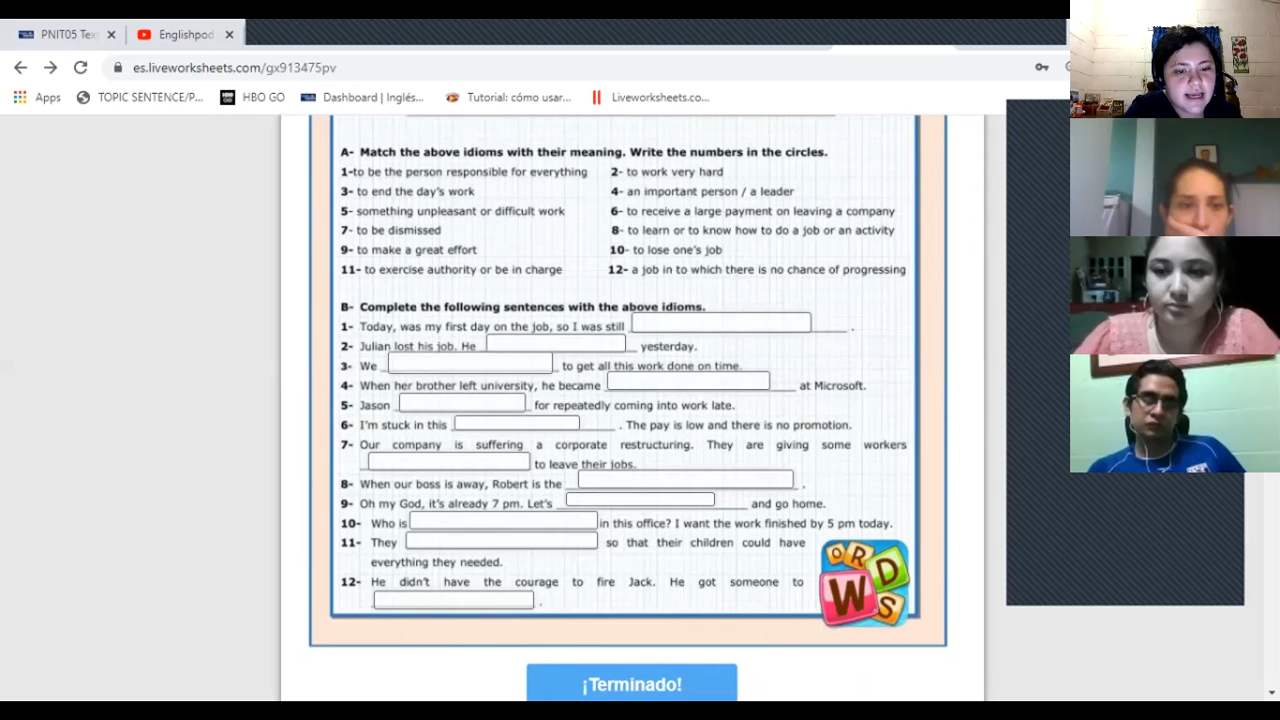 PNIT05 Tex
Englishpod
es.liveworksheets.com/gx913475pv
Apps
TOPIC SENTENCE/P...
HBO GO
Dashboard | Inglés...
Tutorial: cómo usar...
Liveworksheets.co...
A- Match the above idioms with their meaning. Write the numbers in the circles.
1-to be the person responsible for everything 2- to work very hard
3- to end the day's work 4- an important person / a leader
5- something unpleasant or difficult work 6- to receive a large payment on leaving a company
7- to be dismissed 8- to learn or to know how to do a job or an activity
9- to make a great effort 10- to lose one's job
11- to exercise authority or be in charge 12- a job in to which there is no chance of progressing
B- Complete the following sentences with the above idioms.
1- Today, was my first day on the job, so I was still .
2- Julian lost his job. He yesterday.
3- We to get all this work done on time.
4- When her brother left university, he became at Microsoft.
5- Jason for repeatedly coming into work late.
6- I'm stuck in this . The pay is low and there is no promotion.
7- Our company is suffering a corporate restructuring. They are giving some workers
to leave their jobs.
8- When our boss is away, Robert is the .
9- Oh my God, it's already 7 pm. Let's and go home.
10- Who is in this office? I want the work finished by 5 pm today.
11- They so that their children could have
everything they needed.
12- He didn't have the courage to fire Jack. He got someone to
.
WORDS
¡Terminado!